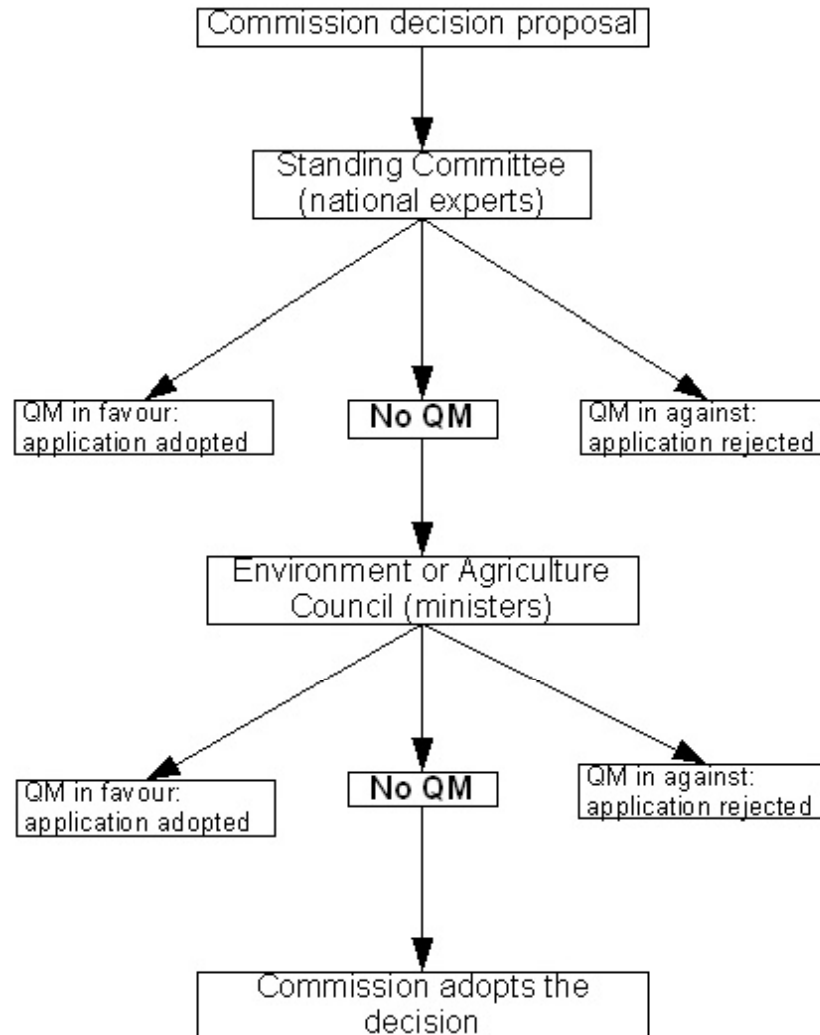 Commission decision proposal
Standing Committee
(national experts)
QM in favour:
application adopted
No QM
QM in against:
application rejected
Environment or Agriculture
Council (ministers)
QM in favour:
application adopted
No QM
QM in against:
application rejected
Commission adopts the
decision